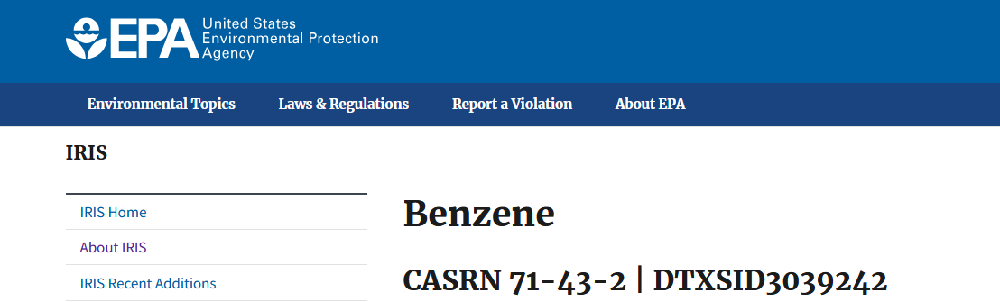 EPA
United States
Environmental Protection
Agency
Environmental Topics
Laws & Regulations
Report a Violation
About EPA
IRIS
IRIS Home
About IRIS
IRIS Recent Additions
Benzene
CASRN 71-43-2 | DTXSID3039242